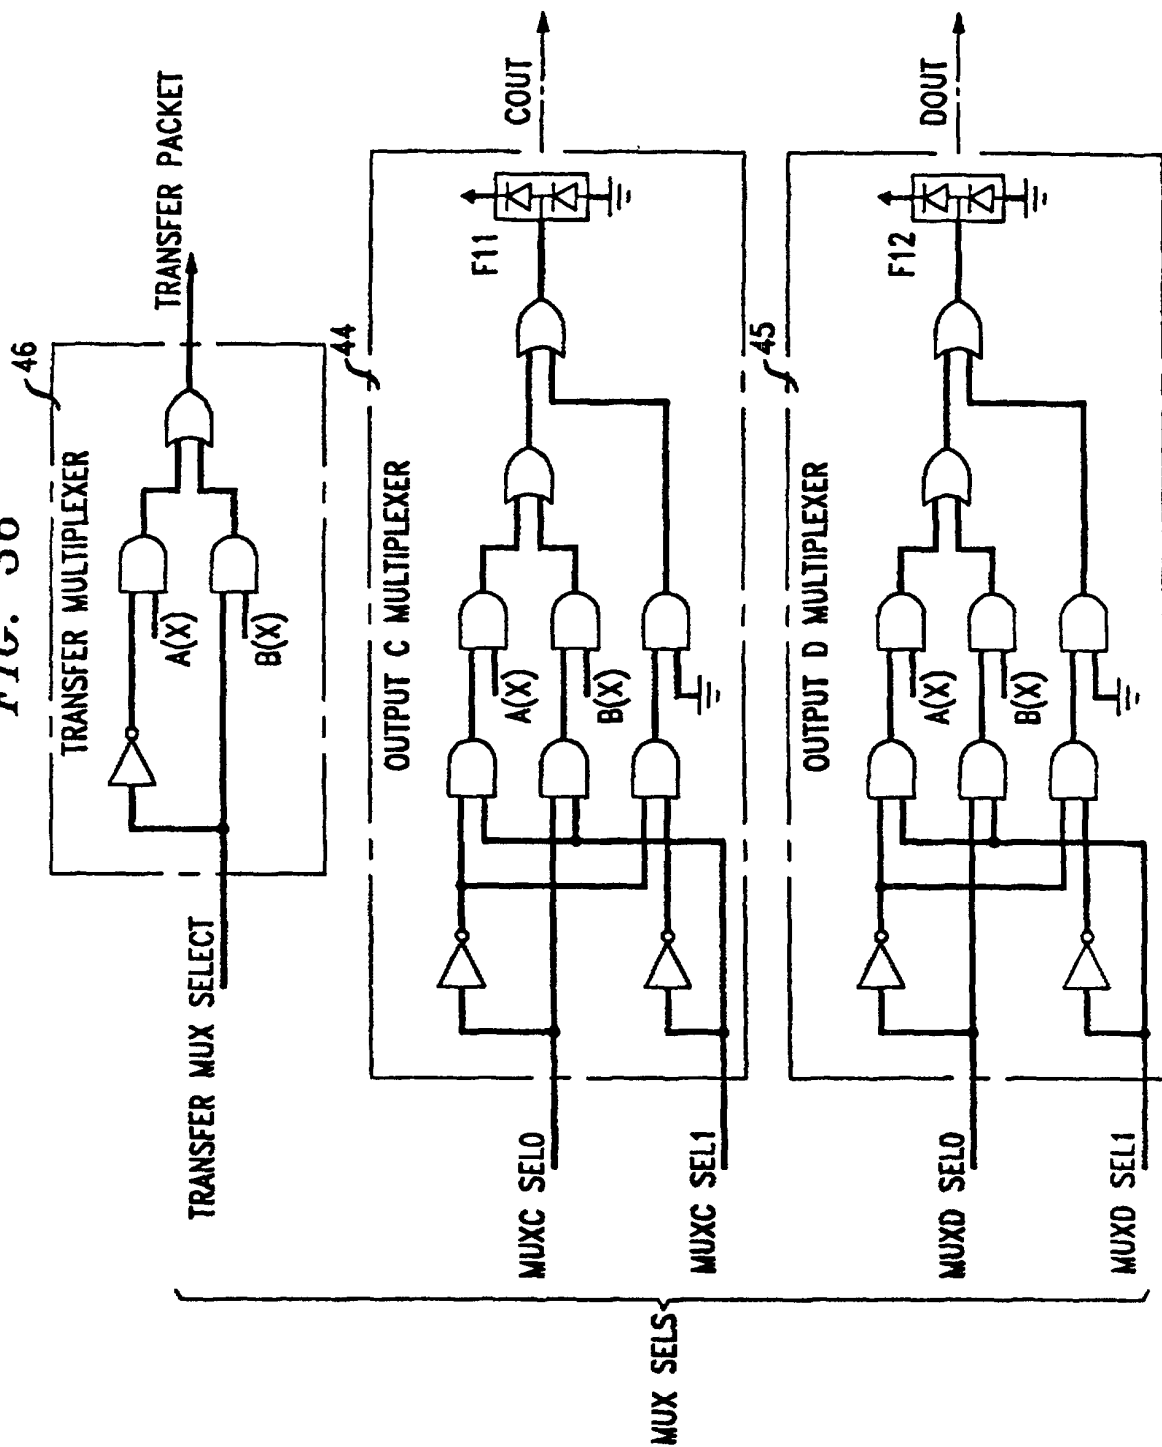 FIG. 36
TRANSFER MULTIPLEXER
46
TRANSFER MUX SELECT
A(X)
B(X)
TRANSFER PACKET
OUTPUT C MULTIPLEXER
44
MUXC SEL0
MUXC SEL1
A(X)
B(X)
F11
COUT
OUTPUT D MULTIPLEXER
45
MUXD SEL0
MUXD SEL1
A(X)
B(X)
F12
DOUT
MUX SELS